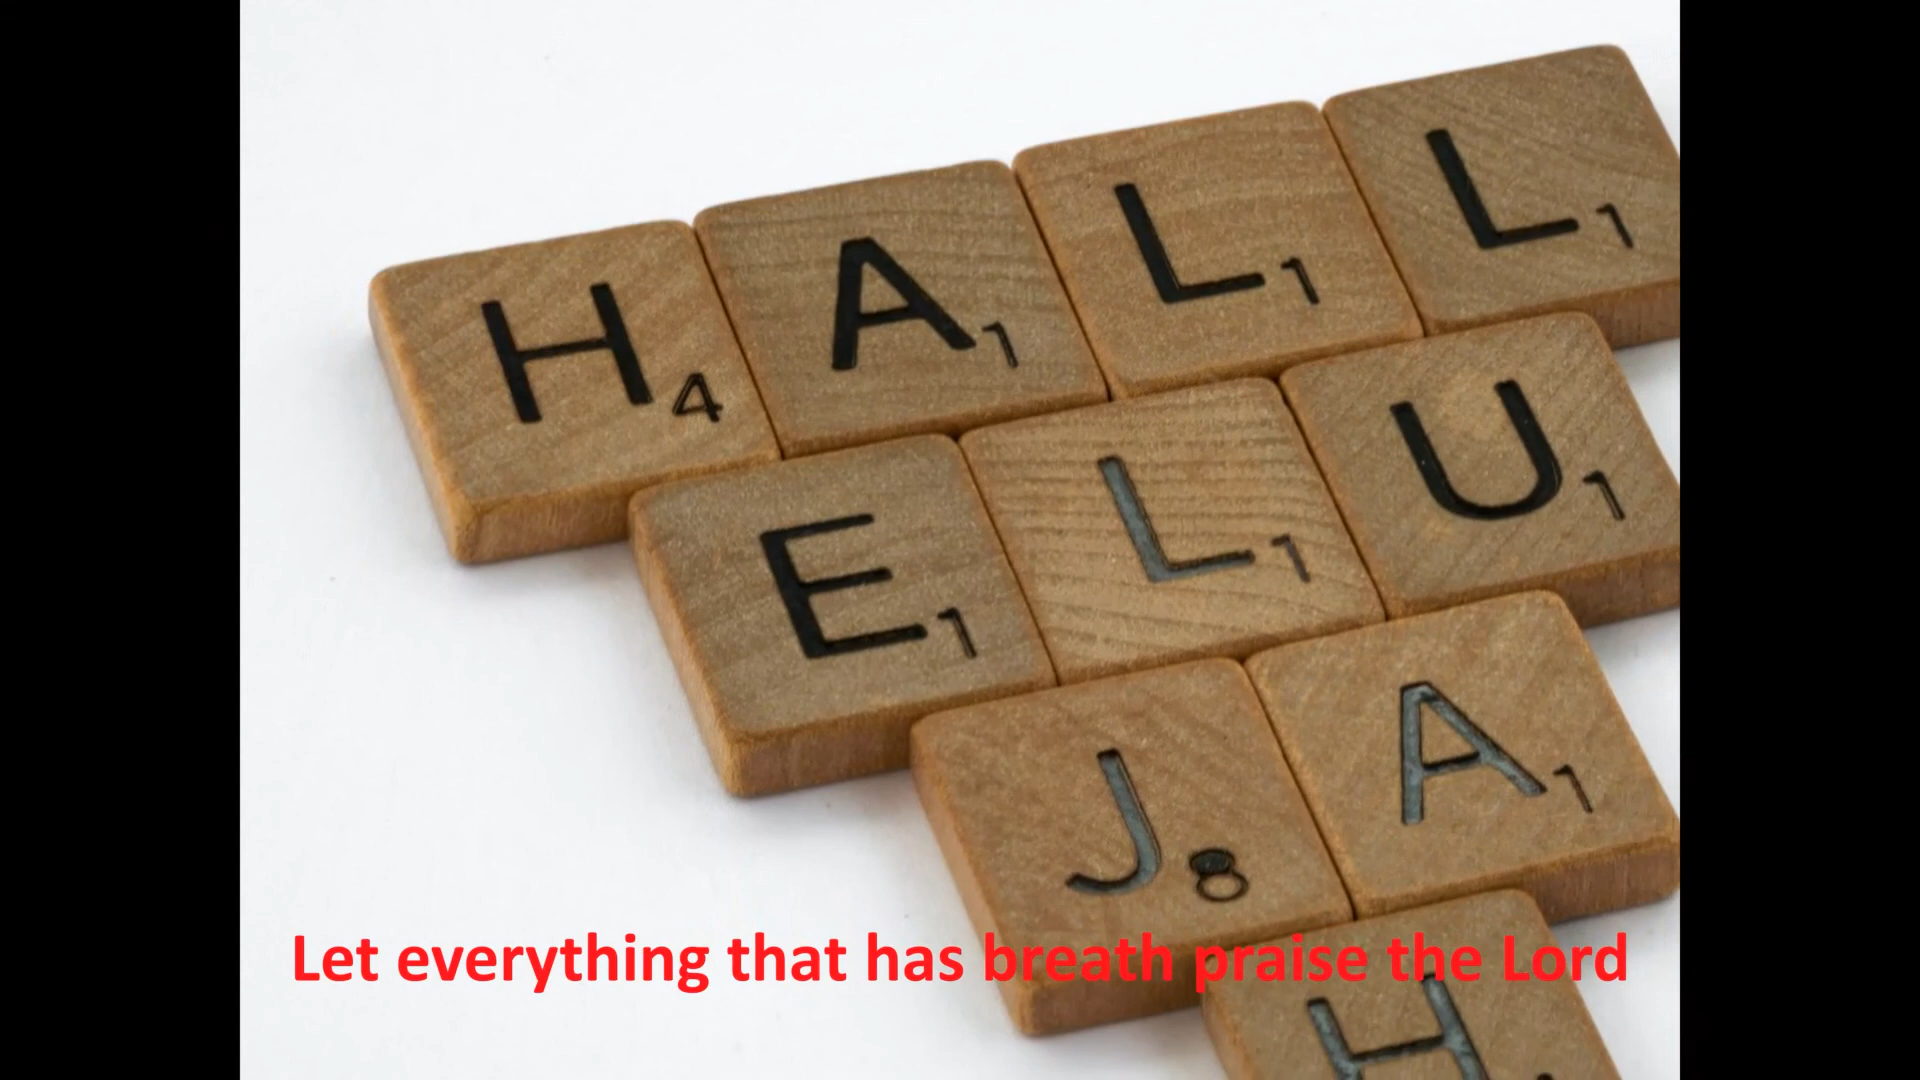 H4 A1 L1 L1
E1 L1 U1
J8 A1
H
Let everything that has breath praise the Lord